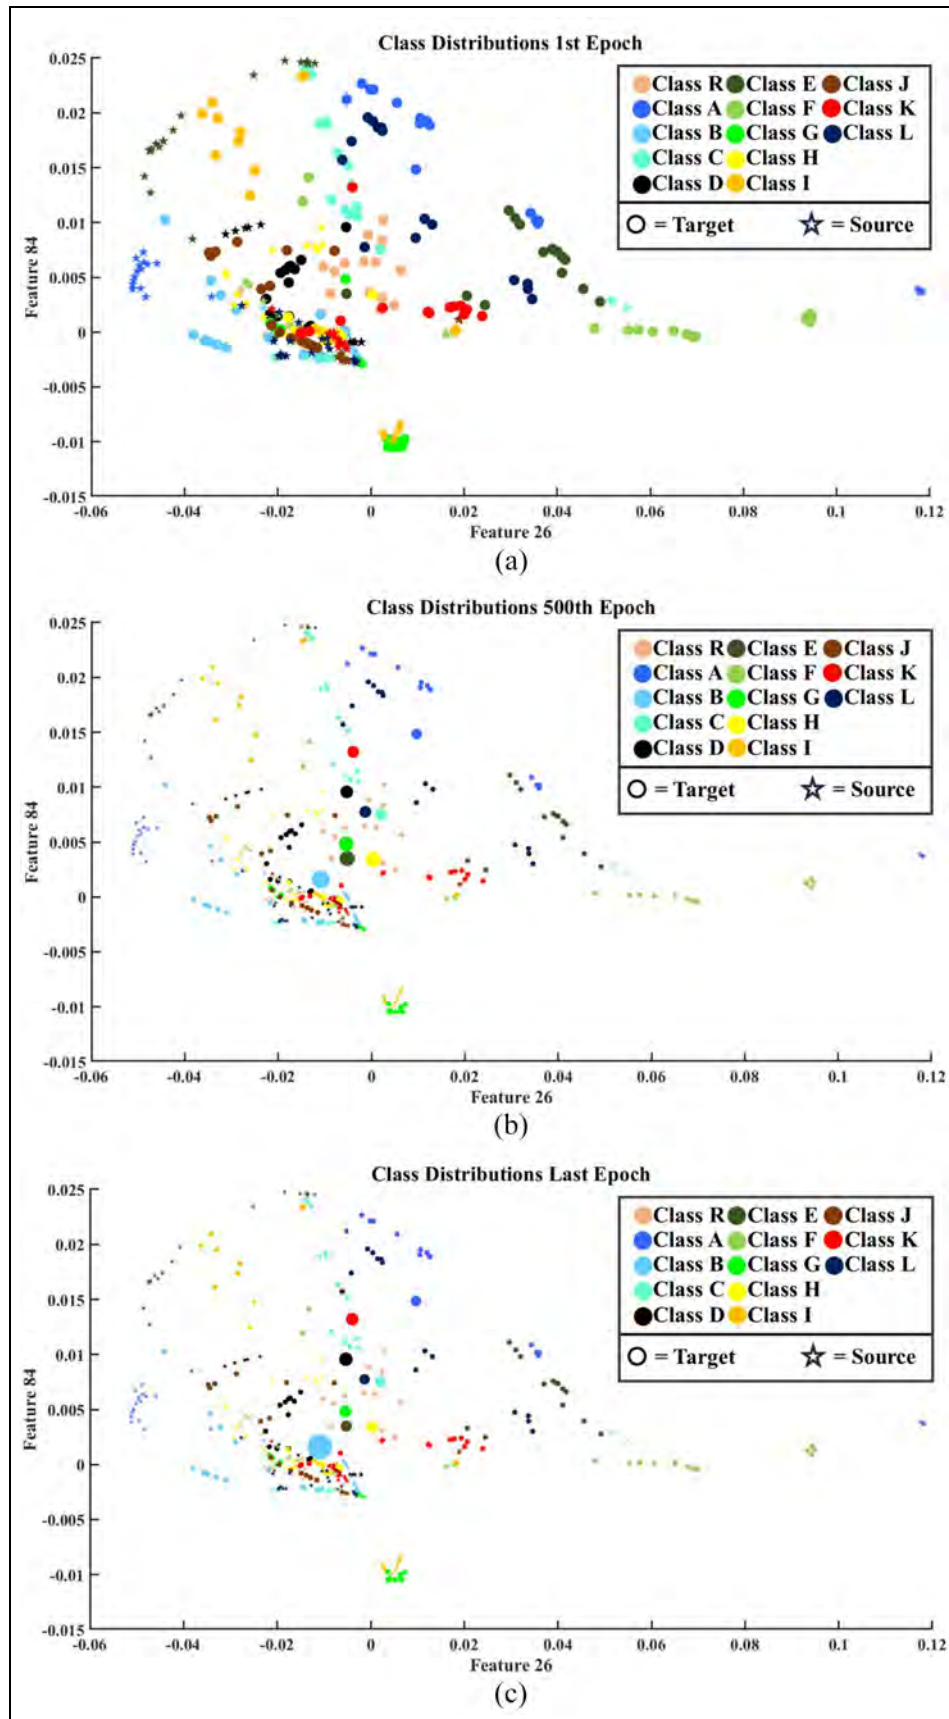 Class Distributions 1st Epoch
0.025
0.02
0.015
0.01
0.005
0
-0.005
-0.01
-0.015
Feature 84
Class R Class E Class J
Class A Class F Class K
Class B Class G Class L
Class C Class H
Class D Class I
= Target = Source
-0.06 -0.04 -0.02 0 0.02 0.04 0.06 0.08 0.1 0.12
Feature 26
(a)
Class Distributions 500th Epoch
0.025
0.02
0.015
0.01
0.005
0
-0.005
-0.01
-0.015
Feature 84
Class R Class E Class J
Class A Class F Class K
Class B Class G Class L
Class C Class H
Class D Class I
= Target = Source
-0.06 -0.04 -0.02 0 0.02 0.04 0.06 0.08 0.1 0.12
Feature 26
(b)
Class Distributions Last Epoch
0.025
0.02
0.015
0.01
0.005
0
-0.005
-0.01
-0.015
Feature 84
Class R Class E Class J
Class A Class F Class K
Class B Class G Class L
Class C Class H
Class D Class I
= Target = Source
-0.06 -0.04 -0.02 0 0.02 0.04 0.06 0.08 0.1 0.12
Feature 26
(c)